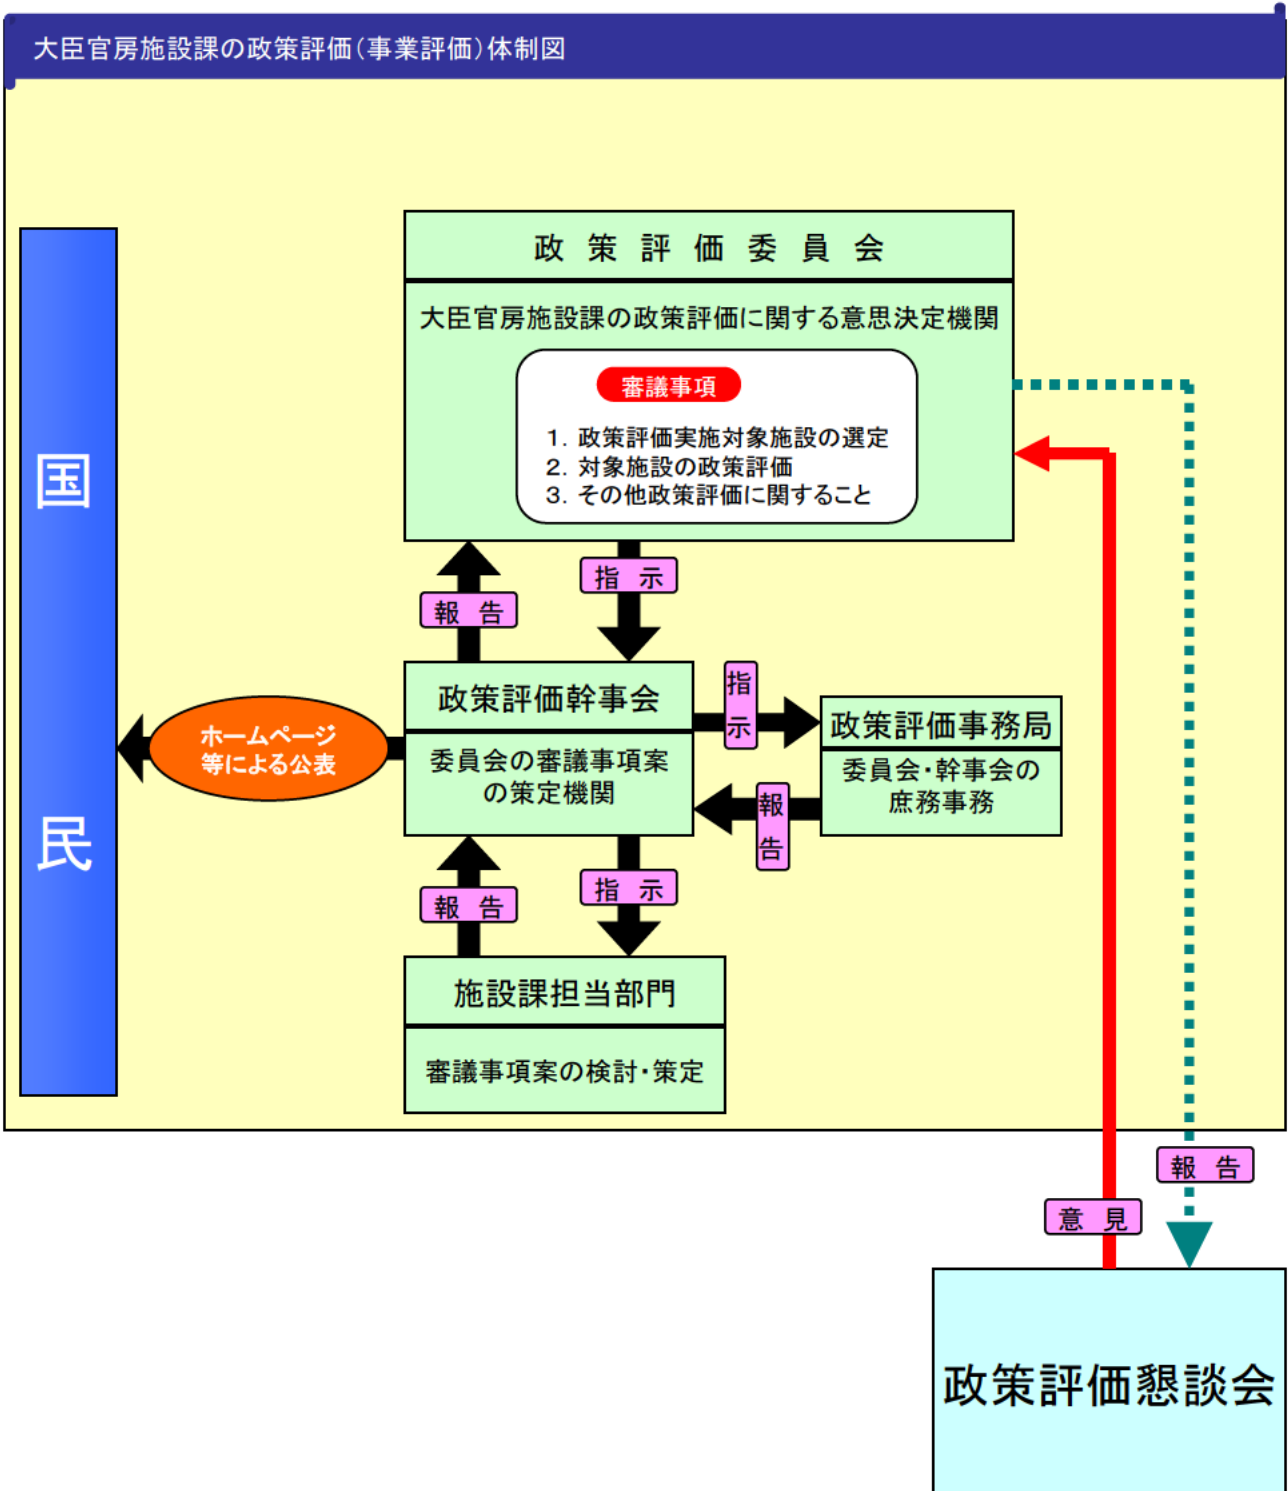 大臣官房施設課の政策評価（事業評価）体制図
政策評価委員会
大臣官房施設課の政策評価に関する意思決定機関
審議事項
1．政策評価実施対象施設の選定
2．対象施設の政策評価
3．その他政策評価に関すること
国民
報告
指示
政策評価幹事会
委員会の審議事項案
の策定機関
指示
報告
政策評価事務局
委員会・幹事会の
庶務事務
ホームページ
等による公表
報告
指示
施設課担当部門
審議事項案の検討・策定
報告
意見
政策評価懇談会